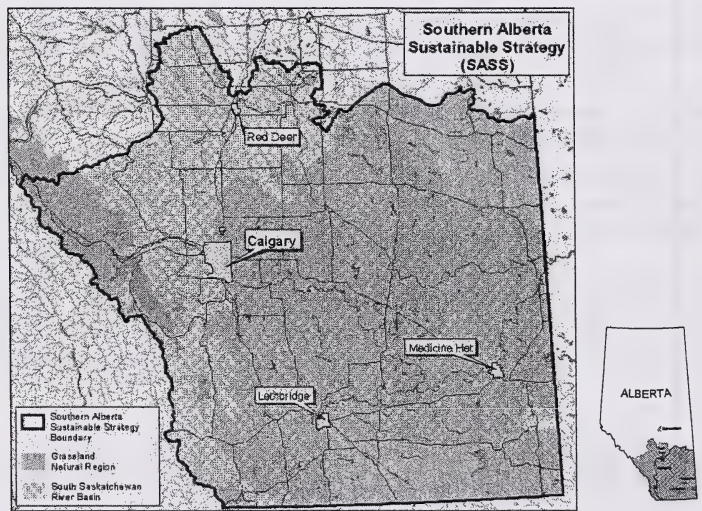 Southern Alberta
Sustainable Strategy
(SASS)
Red Deer
Calgary
Medicine Hat
Lethbridge
Southern Alberta
Sustainable Strategy
Boundary
Grassland
Natural Region
South Saskatchewan
River Basin
ALBERTA